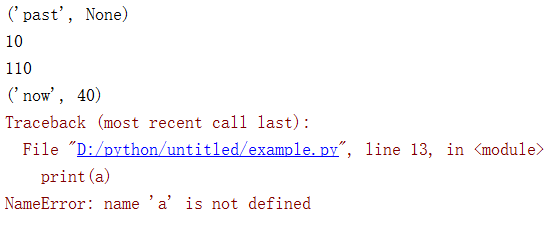 ('past', None)
10
110
('now', 40)
Traceback (most recent call last):
  File "D:/python/untitled/example.py", line 13, in <module>
    print(a)
NameError: name 'a' is not defined